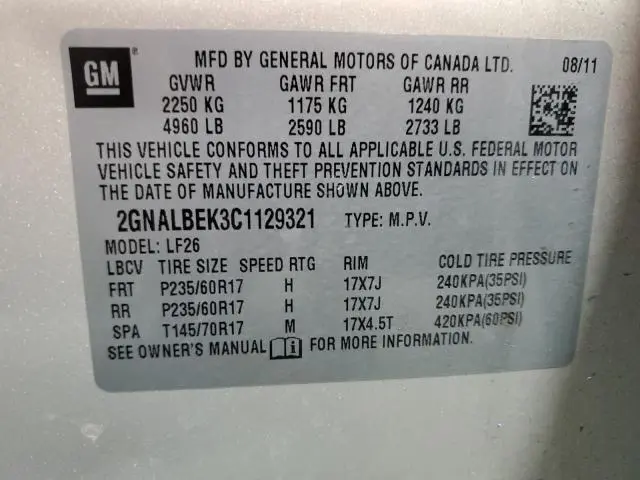 GM
MFD BY GENERAL MOTORS OF CANADA LTD. 08/11
GVWR GAWR FRT GAWR RR
2250 KG 1175 KG 1240 KG
4960 LB 2590 LB 2733 LB
THIS VEHICLE CONFORMS TO ALL APPLICABLE U.S. FEDERAL MOTOR
VEHICLE SAFETY AND THEFT PREVENTION STANDARDS IN EFFECT ON
THE DATE OF MANUFACTURE SHOWN ABOVE.
2GNALBEK3C1129321 TYPE: M.P.V.
MODEL: LF26
LBCV TIRE SIZE SPEED RTG RIM COLD TIRE PRESSURE
FRT P235/60R17 H 17X7J 240KPA(35PSI)
RR P235/60R17 H 17X7J 240KPA(35PSI)
SPA T145/70R17 M 17X4.5T 420KPA(60PSI)
SEE OWNER'S MANUAL i FOR MORE INFORMATION.